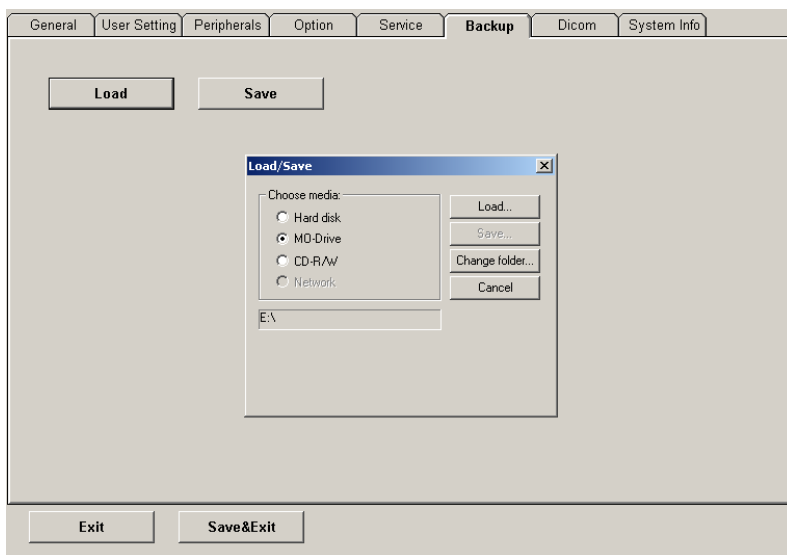 General User Setting Peripherals Option Service Backup Dicom System Info
Load Save
Load/Save
Choose media:
Hard disk
MO-Drive
CD-R/W
Network
E:\
Load...
Save...
Change folder...
Cancel
Exit Save&Exit